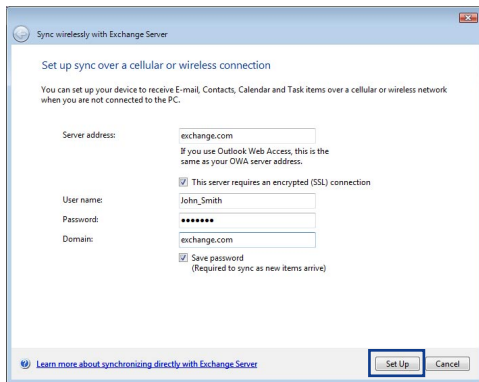 Sync wirelessly with Exchange Server
Set up sync over a cellular or wireless connection
You can set up your device to receive E-mail, Contacts, Calendar and Task items over a cellular or wireless network
when you are not connected to the PC.
Server address: exchange.com
If you use Outlook Web Access, this is the
same as your OWA server address.
This server requires an encrypted (SSL) connection
User name: John_Smith
Password: •••••••
Domain: exchange.com
Save password
(Required to sync as new items arrive)
Learn more about synchronizing directly with Exchange Server Set Up Cancel